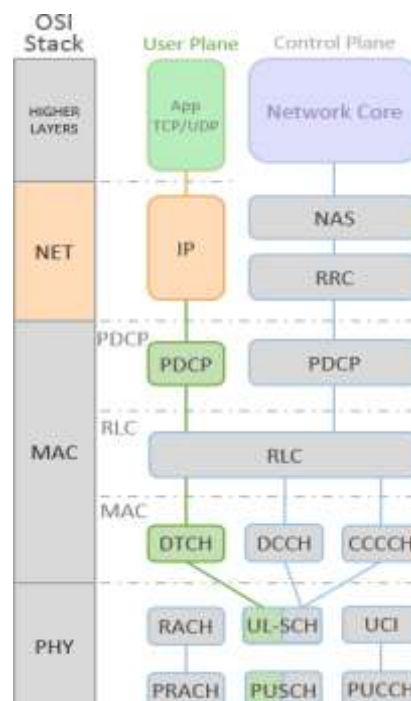 OSI
Stack
User Plane
Control Plane
HIGHER
LAYERS
App
TCP/UDP
Network Core
NET
IP
NAS
RRC
PDCP
PDCP
PDCP
RLC
MAC
RLC
MAC
DTCH
DCCH
CCCCH
PHY
RACH
UL-SCH
UCI
PRACH
PUSCH
PUCCH